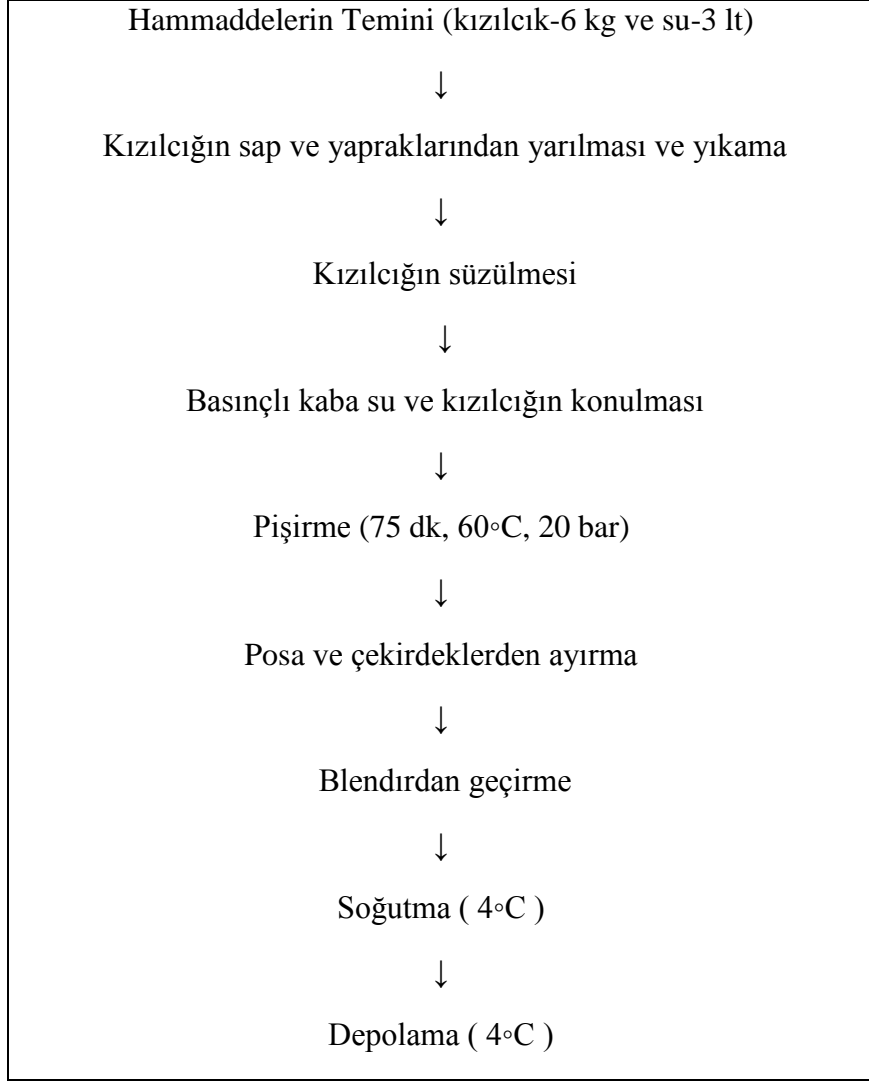 Hammaddelerin Temini (kızılcık-6 kg ve su-3 lt)
↓
Kızılcığın sap ve yapraklarından yarılması ve yıkama
↓
Kızılcığın süzülmesi
↓
Basınçlı kaba su ve kızılcığın konulması
↓
Pişirme (75 dk, 60◦C, 20 bar)
↓
Posa ve çekirdeklerden ayırma
↓
Blendırdan geçirme
↓
Soğutma ( 4◦C )
↓
Depolama ( 4◦C )